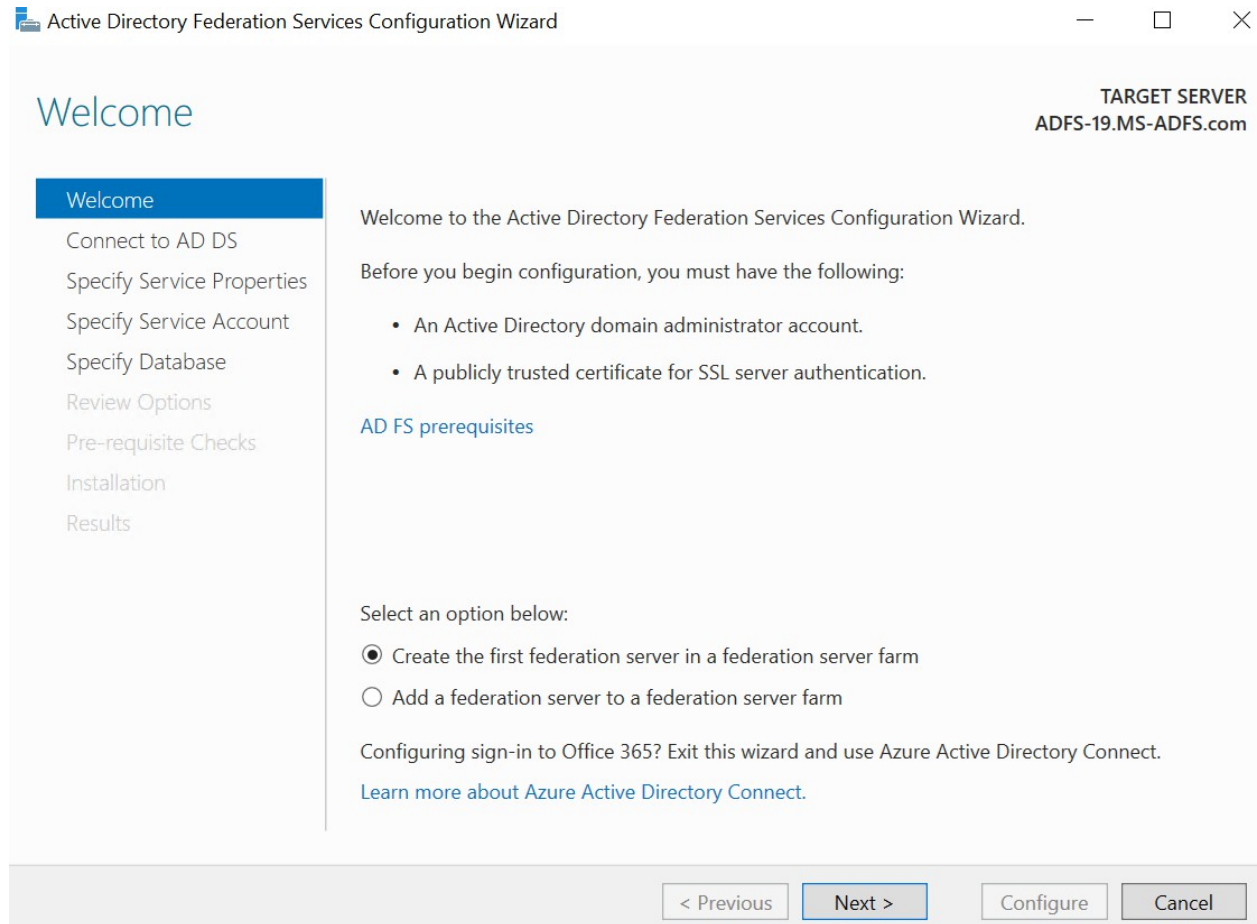 Active Directory Federation Services Configuration Wizard
Welcome
TARGET SERVER
ADFS-19.MS-ADFS.com
Welcome
Connect to AD DS
Specify Service Properties
Specify Service Account
Specify Database
Review Options
Pre-requisite Checks
Installation
Results
Welcome to the Active Directory Federation Services Configuration Wizard.
Before you begin configuration, you must have the following:
• An Active Directory domain administrator account.
• A publicly trusted certificate for SSL server authentication.
AD FS prerequisites
Select an option below:
Create the first federation server in a federation server farm
Add a federation server to a federation server farm
Configuring sign-in to Office 365? Exit this wizard and use Azure Active Directory Connect.
Learn more about Azure Active Directory Connect.
< Previous
Next >
Configure
Cancel